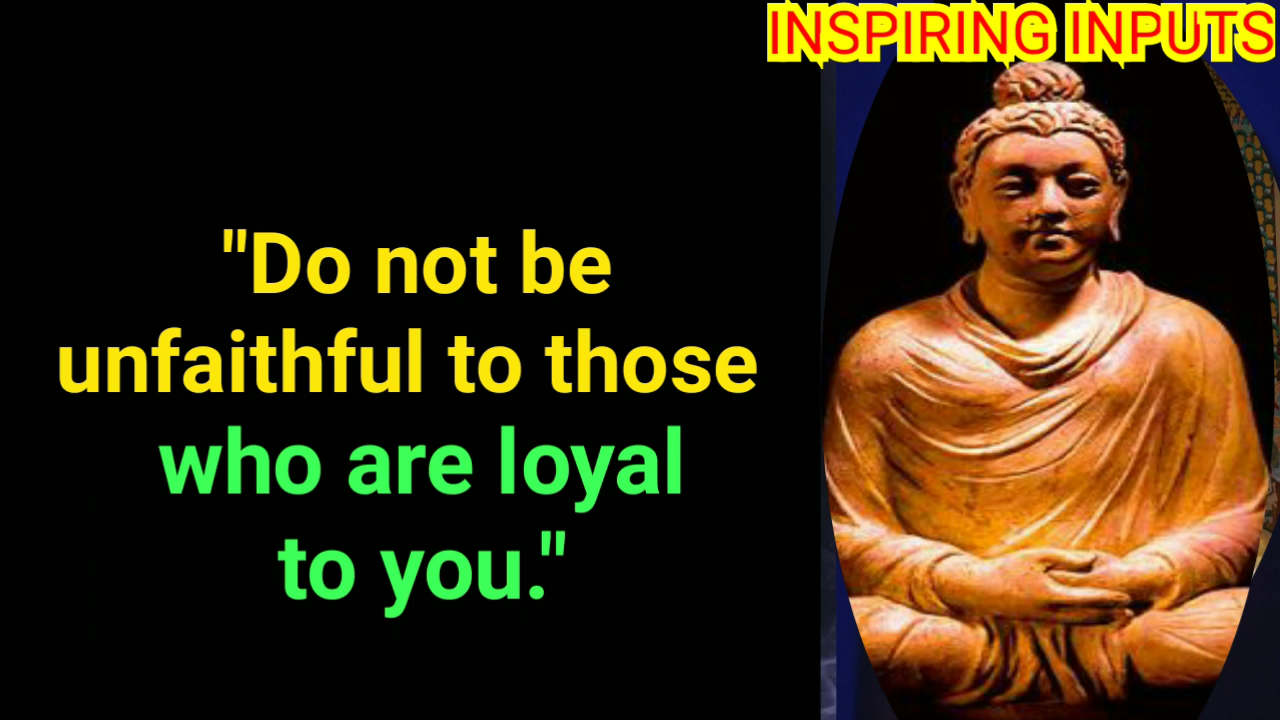 INSPIRING INPUTS
"Do not be
unfaithful to those
who are loyal
to you."